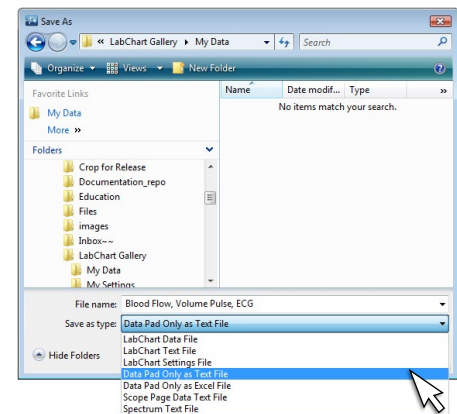 Save As
« LabChart Gallery ▸ My Data
Search
Organize
Views
New Folder
Favorite Links
My Data
More »
Folders
Crop for Release
Documentation_repo
Education
Files
images
Inbox~~
LabChart Gallery
My Data
My Settings
Name Date modif... Type »
No items match your search.
File name: Blood Flow, Volume Pulse, ECG
Save as type: Data Pad Only as Text File
LabChart Data File
LabChart Text File
LabChart Settings File
Data Pad Only as Text File
Data Pad Only as Excel File
Scope Page Data Text File
Spectrum Text File
Hide Folders